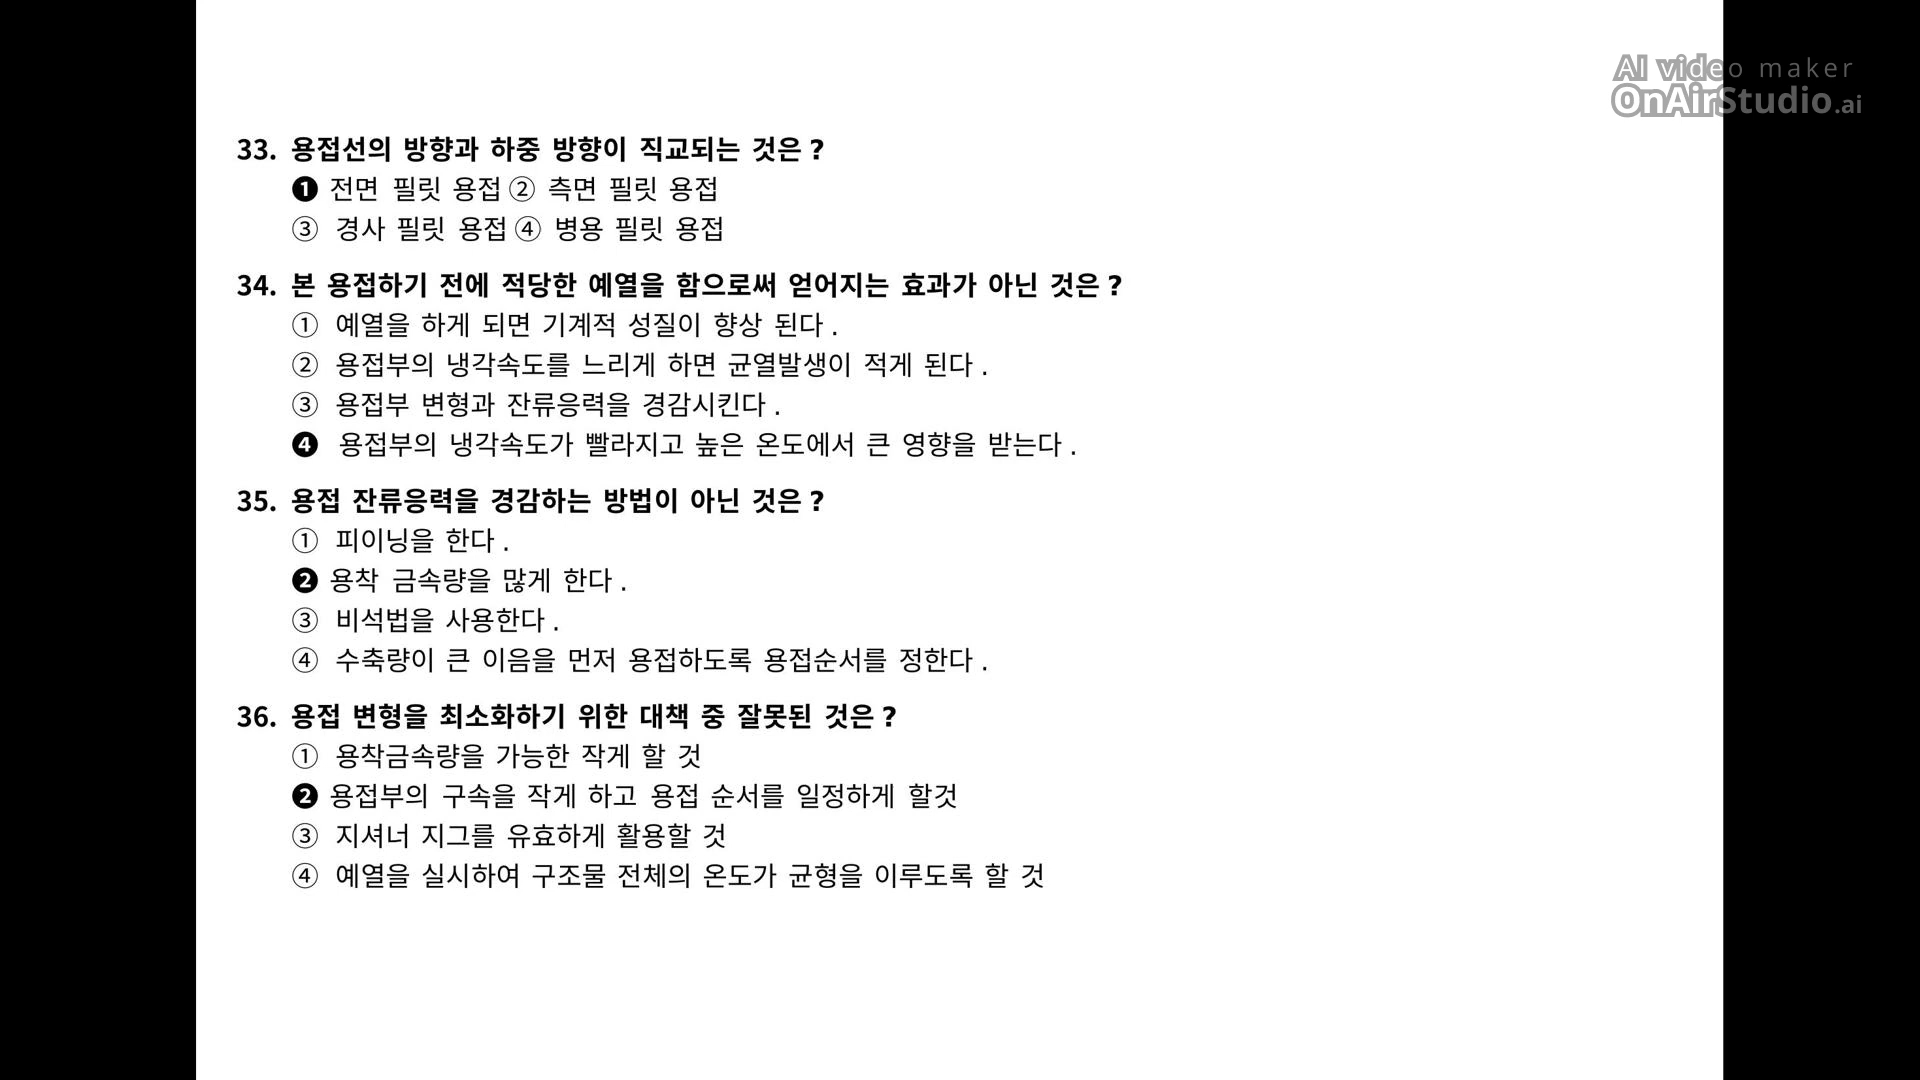 AI video maker
OnAirStudio.ai
33. 용접선의 방향과 하중 방향이 직교되는 것은?
❶ 전면 필릿 용접 ② 측면 필릿 용접
③ 경사 필릿 용접 ④ 병용 필릿 용접
34. 본 용접하기 전에 적당한 예열을 함으로써 얻어지는 효과가 아닌 것은?
① 예열을 하게 되면 기계적 성질이 향상 된다.
② 용접부의 냉각속도를 느리게 하면 균열발생이 적게 된다.
③ 용접부 변형과 잔류응력을 경감시킨다.
❹ 용접부의 냉각속도가 빨라지고 높은 온도에서 큰 영향을 받는다.
35. 용접 잔류응력을 경감하는 방법이 아닌 것은?
① 피이닝을 한다.
❷ 용착 금속량을 많게 한다.
③ 비석법을 사용한다.
④ 수축량이 큰 이음을 먼저 용접하도록 용접순서를 정한다.
36. 용접 변형을 최소화하기 위한 대책 중 잘못된 것은?
① 용착금속량을 가능한 작게 할 것
❷ 용접부의 구속을 작게 하고 용접 순서를 일정하게 할것
③ 지셔너 지그를 유효하게 활용할 것
④ 예열을 실시하여 구조물 전체의 온도가 균형을 이루도록 할 것